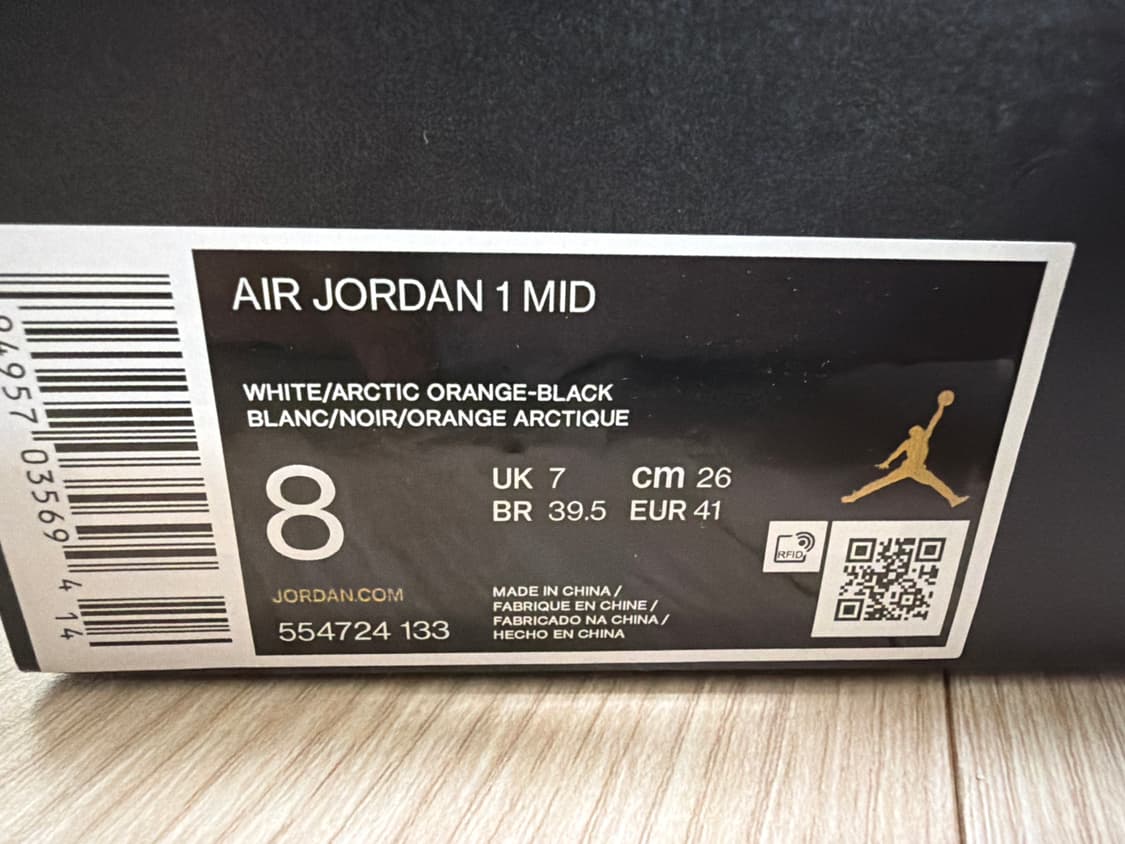 AIR JORDAN 1 MID
WHITE/ARCTIC ORANGE-BLACK
BLANC/NOIR/ORANGE ARCTIQUE
8
UK 7 cm 26
BR 39.5 EUR 41
RFID
JORDAN.COM
554724 133
MADE IN CHINA /
FABRIQUE EN CHINE /
FABRICADO NA CHINA /
HECHO EN CHINA
94957 03569 4 14